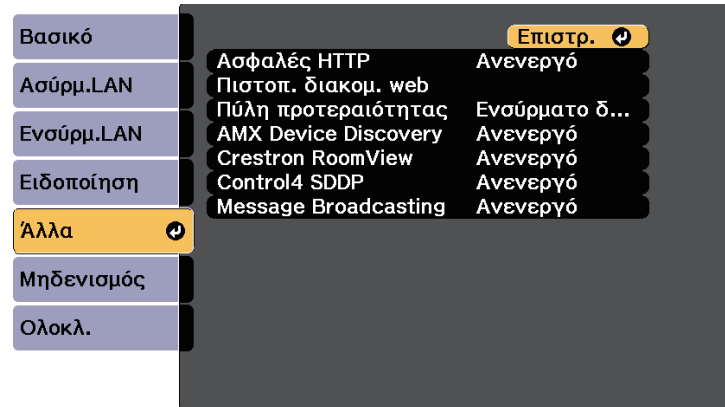 Βασικό
Ασύρμ.LAN
Ενσύρμ.LAN
Ειδοποίηση
Άλλα
Μηδενισμός
Ολοκλ.
Επιστρ.
Ασφαλές HTTP Ανενεργό
Πιστοπ. διακομ. web
Πύλη προτεραιότητας Ενσύρματο δ...
AMX Device Discovery Ανενεργό
Crestron RoomView Ανενεργό
Control4 SDDP Ανενεργό
Message Broadcasting Ανενεργό